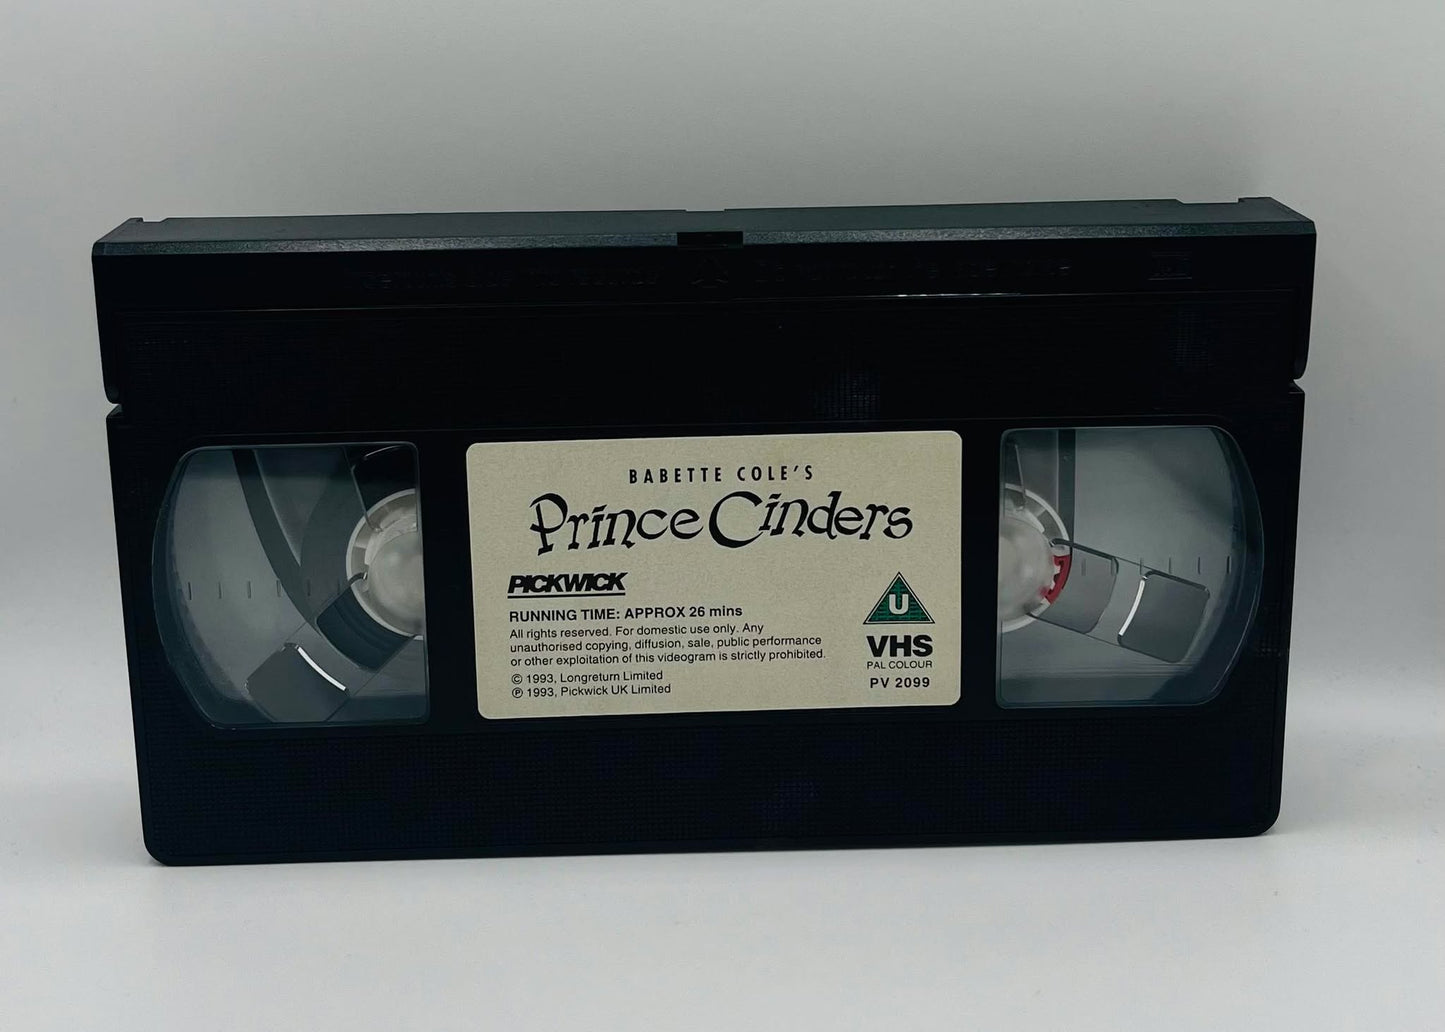 BABETTE COLE'S
Prince Cinders
PICKWICK
RUNNING TIME: APPROX 26 mins
All rights reserved. For domestic use only. Any
unauthorised copying, diffusion, sale, public performance
or other exploitation of this videogram is strictly prohibited.
© 1993, Longreturn Limited
℗ 1993, Pickwick UK Limited
U
VHS
PAL COLOUR
PV 2099